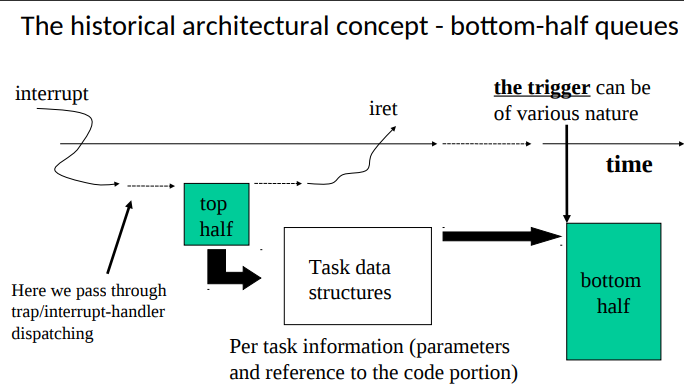 The historical architectural concept - bottom-half queues
interrupt
iret
the trigger can be
of various nature
time
top
half
Here we pass through
trap/interrupt-handler
dispatching
Task data
structures
bottom
half
Per task information (parameters
and reference to the code portion)